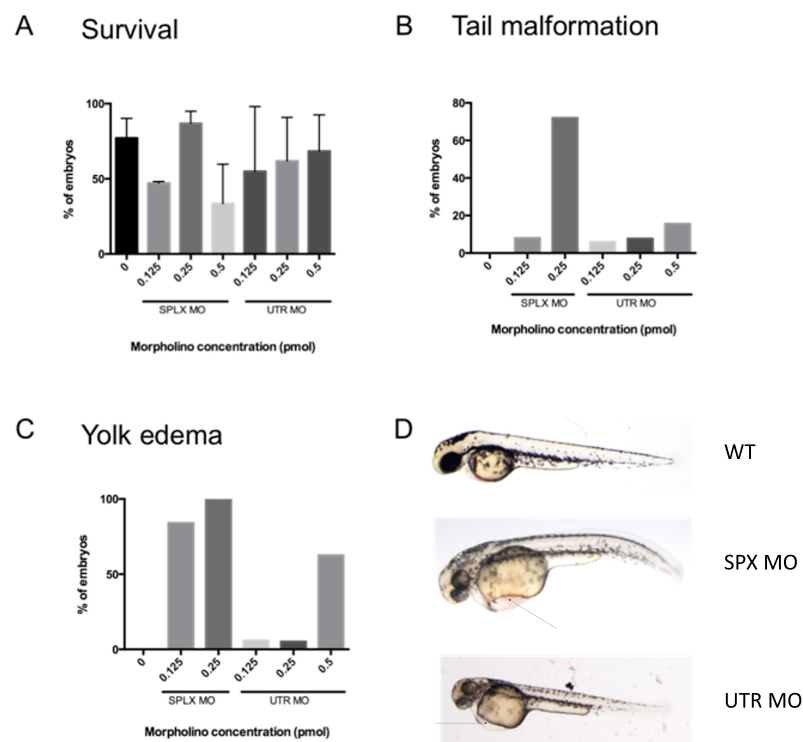 A Survival
% of embryos
100
50
0
0 0.125 0.25 0.5 0.125 0.25 0.5
SPLX MO UTR MO
Morpholino concentration (pmol)
B Tail malformation
% of embryos
80
60
40
20
0
0 0.125 0.25 0.125 0.25 0.5
SPLX MO UTR MO
Morpholino concentration (pmol)
C Yolk edema
% of embryos
100
50
0
0 0.125 0.25 0.125 0.25 0.5
SPLX MO UTR MO
Morpholino concentration (pmol)
D
WT
SPX MO
UTR MO